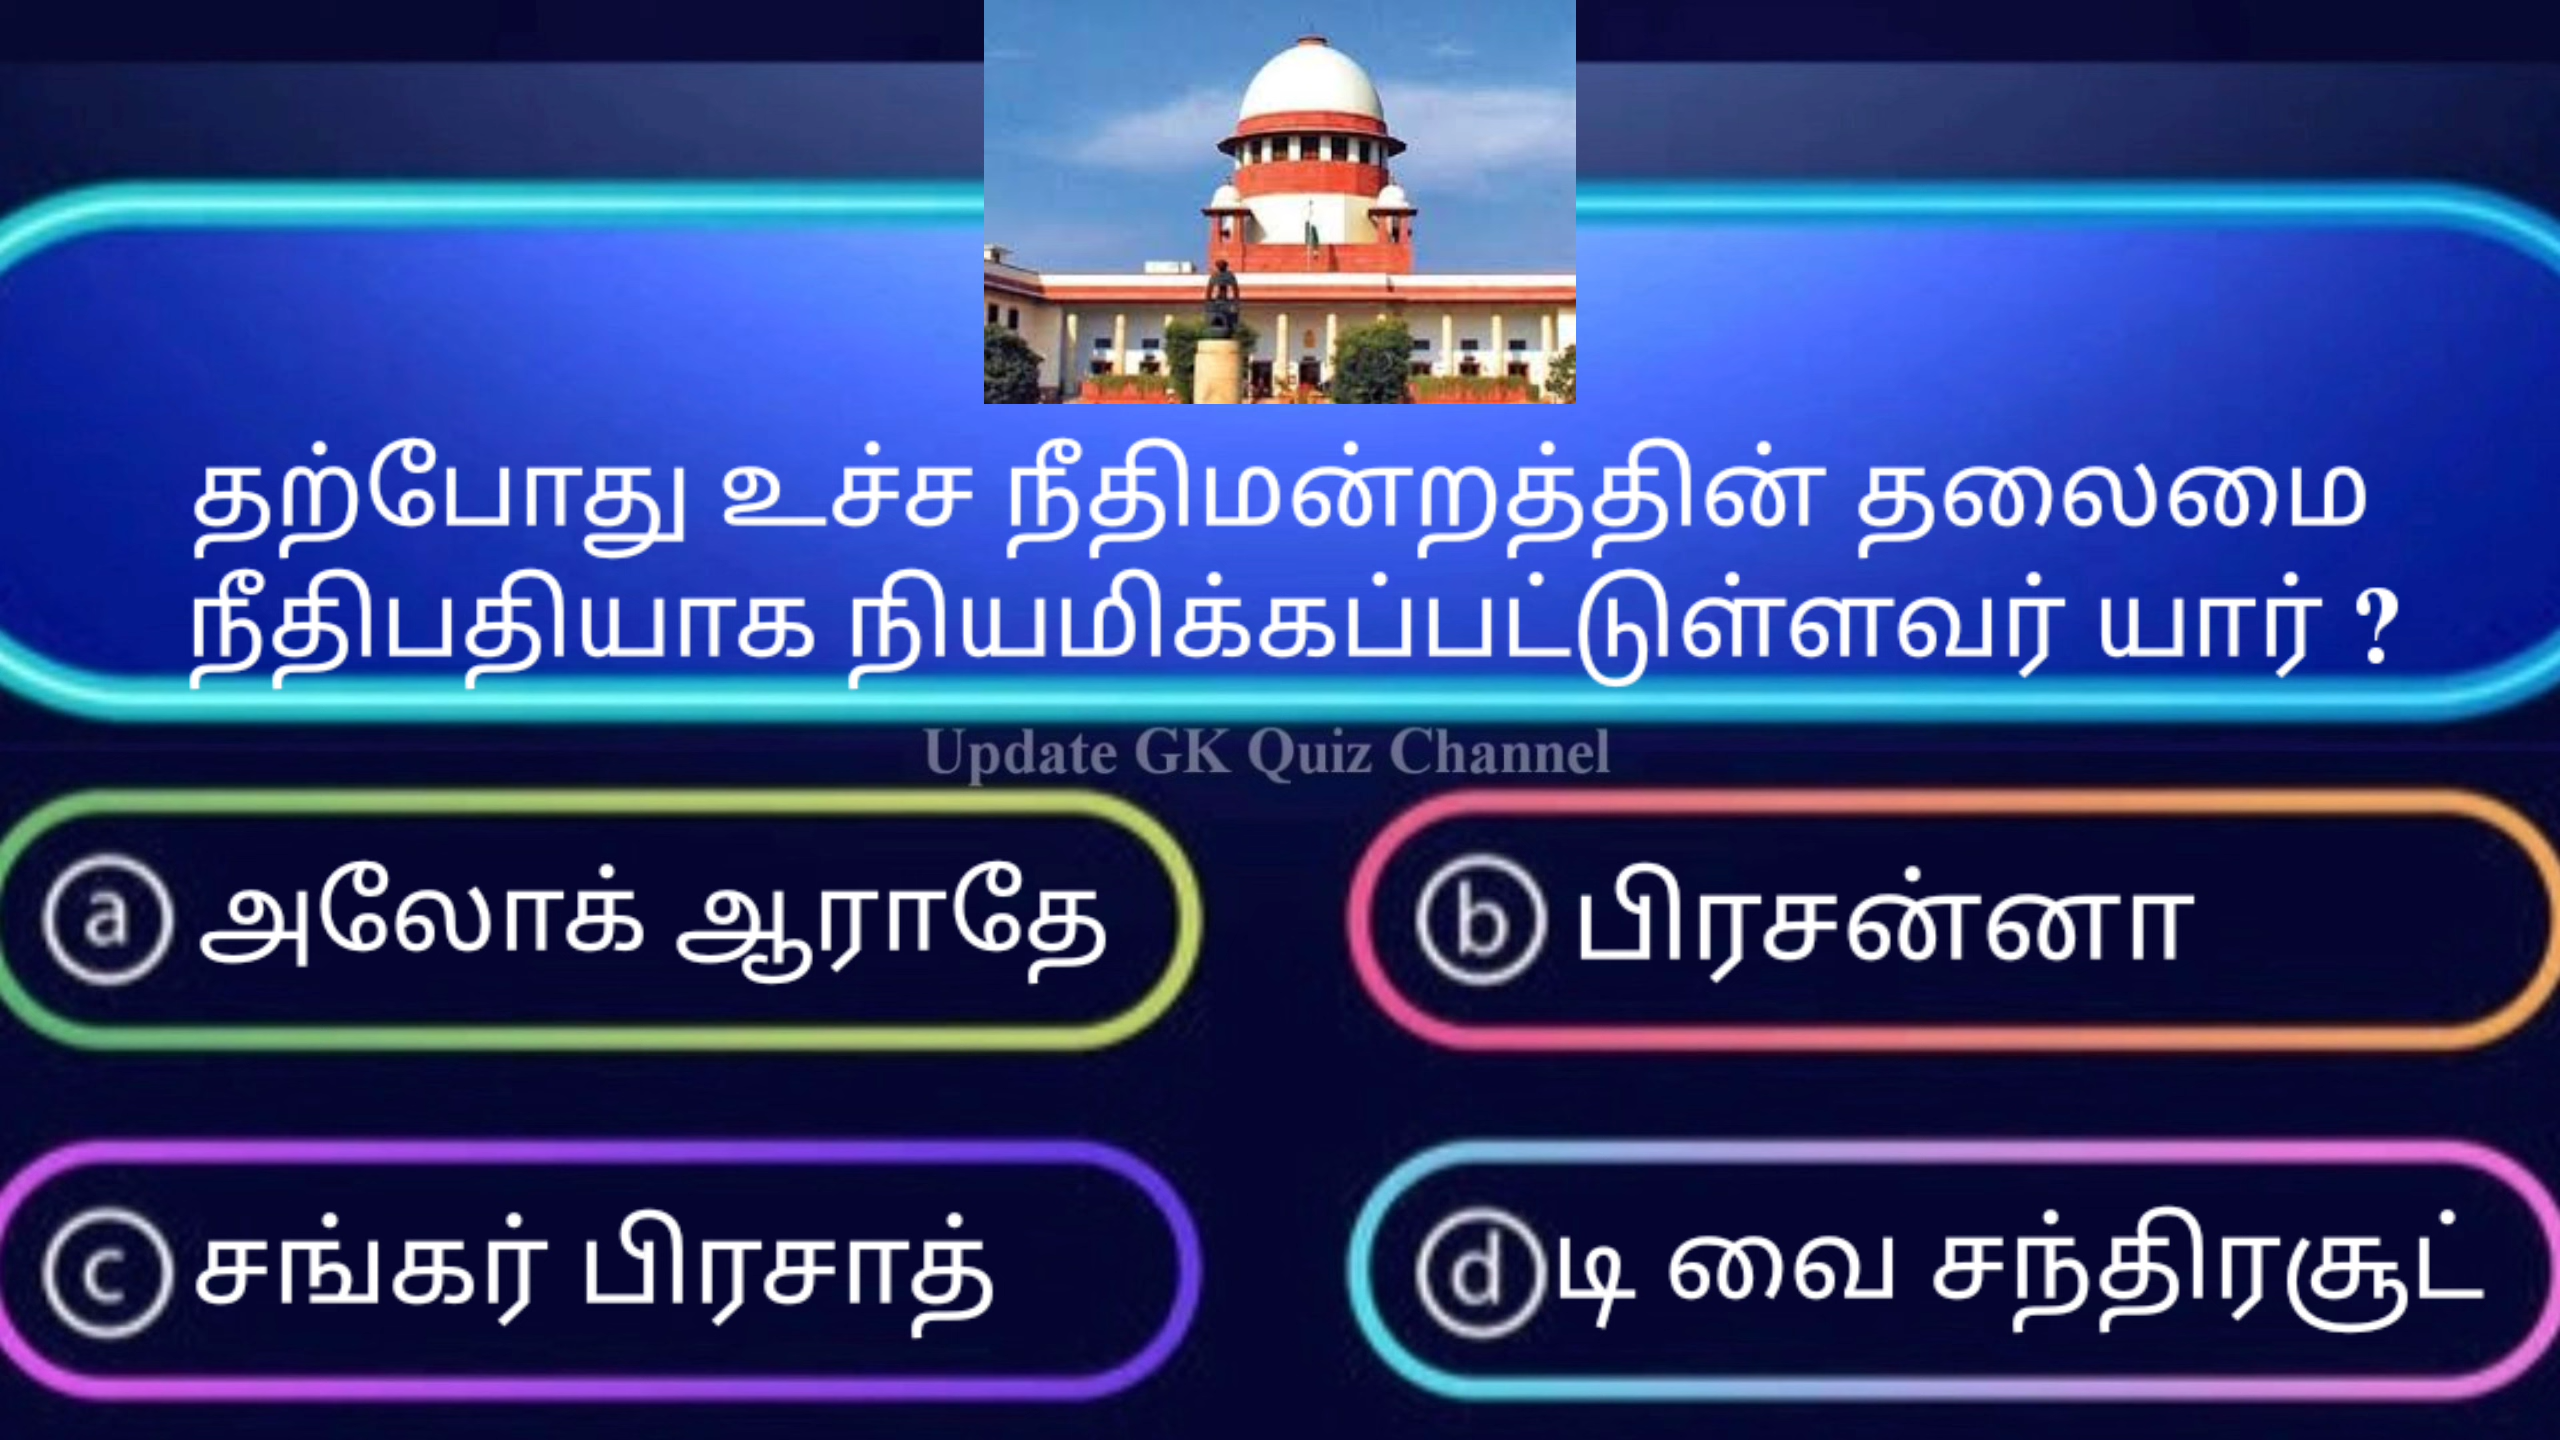 தற்போது உச்ச நீதிமன்றத்தின் தலைமை
நீதிபதியாக நியமிக்கப்பட்டுள்ளவர் யார் ?
Update GK Quiz Channel
a அலோக் ஆராதே
b பிரசன்னா
c சங்கர் பிரசாத்
d டி வை சந்திரசூட்